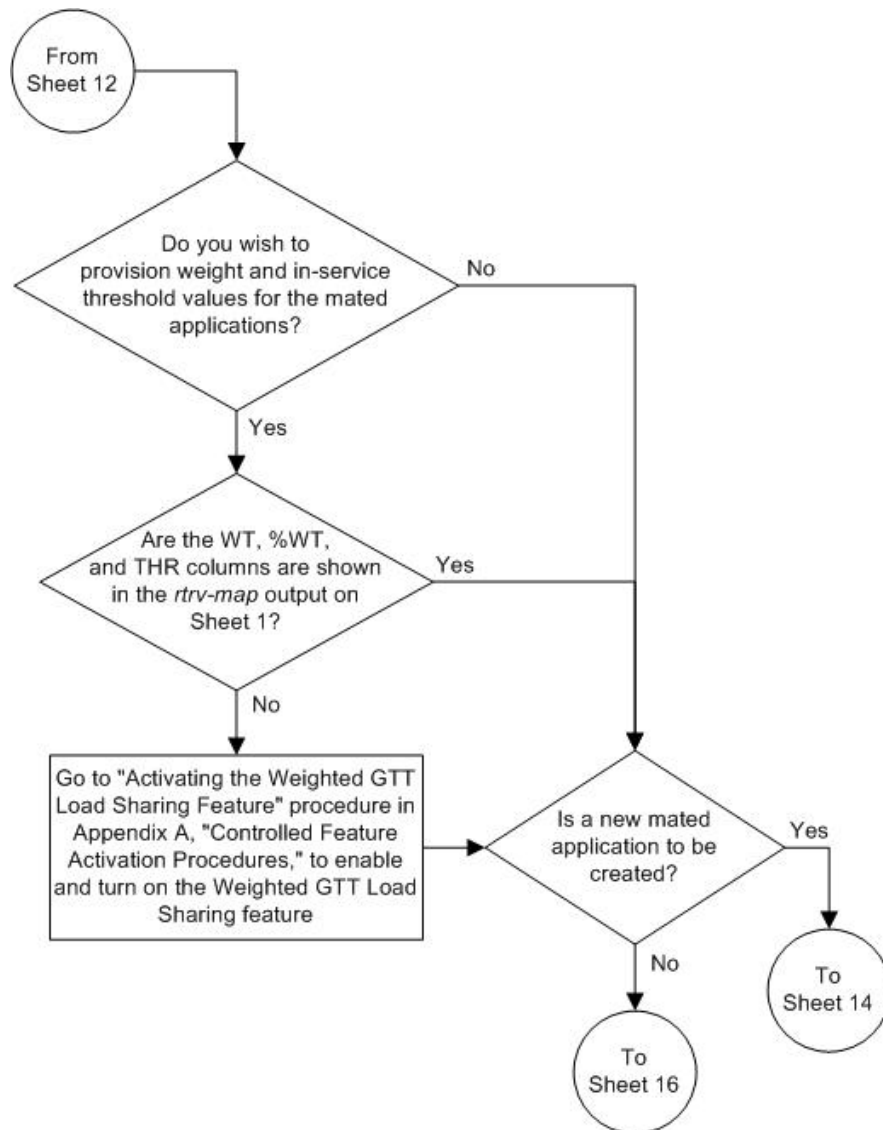 From
Sheet 12
Do you wish to
provision weight and in-service
threshold values for the mated
applications?
No
Yes
Are the WT, %WT,
and THR columns are shown
in the rtrv-map output on
Sheet 1?
Yes
No
Go to "Activating the Weighted GTT
Load Sharing Feature" procedure in
Appendix A, "Controlled Feature
Activation Procedures," to enable
and turn on the Weighted GTT Load
Sharing feature
Is a new mated
application to be
created?
Yes
No
To
Sheet 14
To
Sheet 16